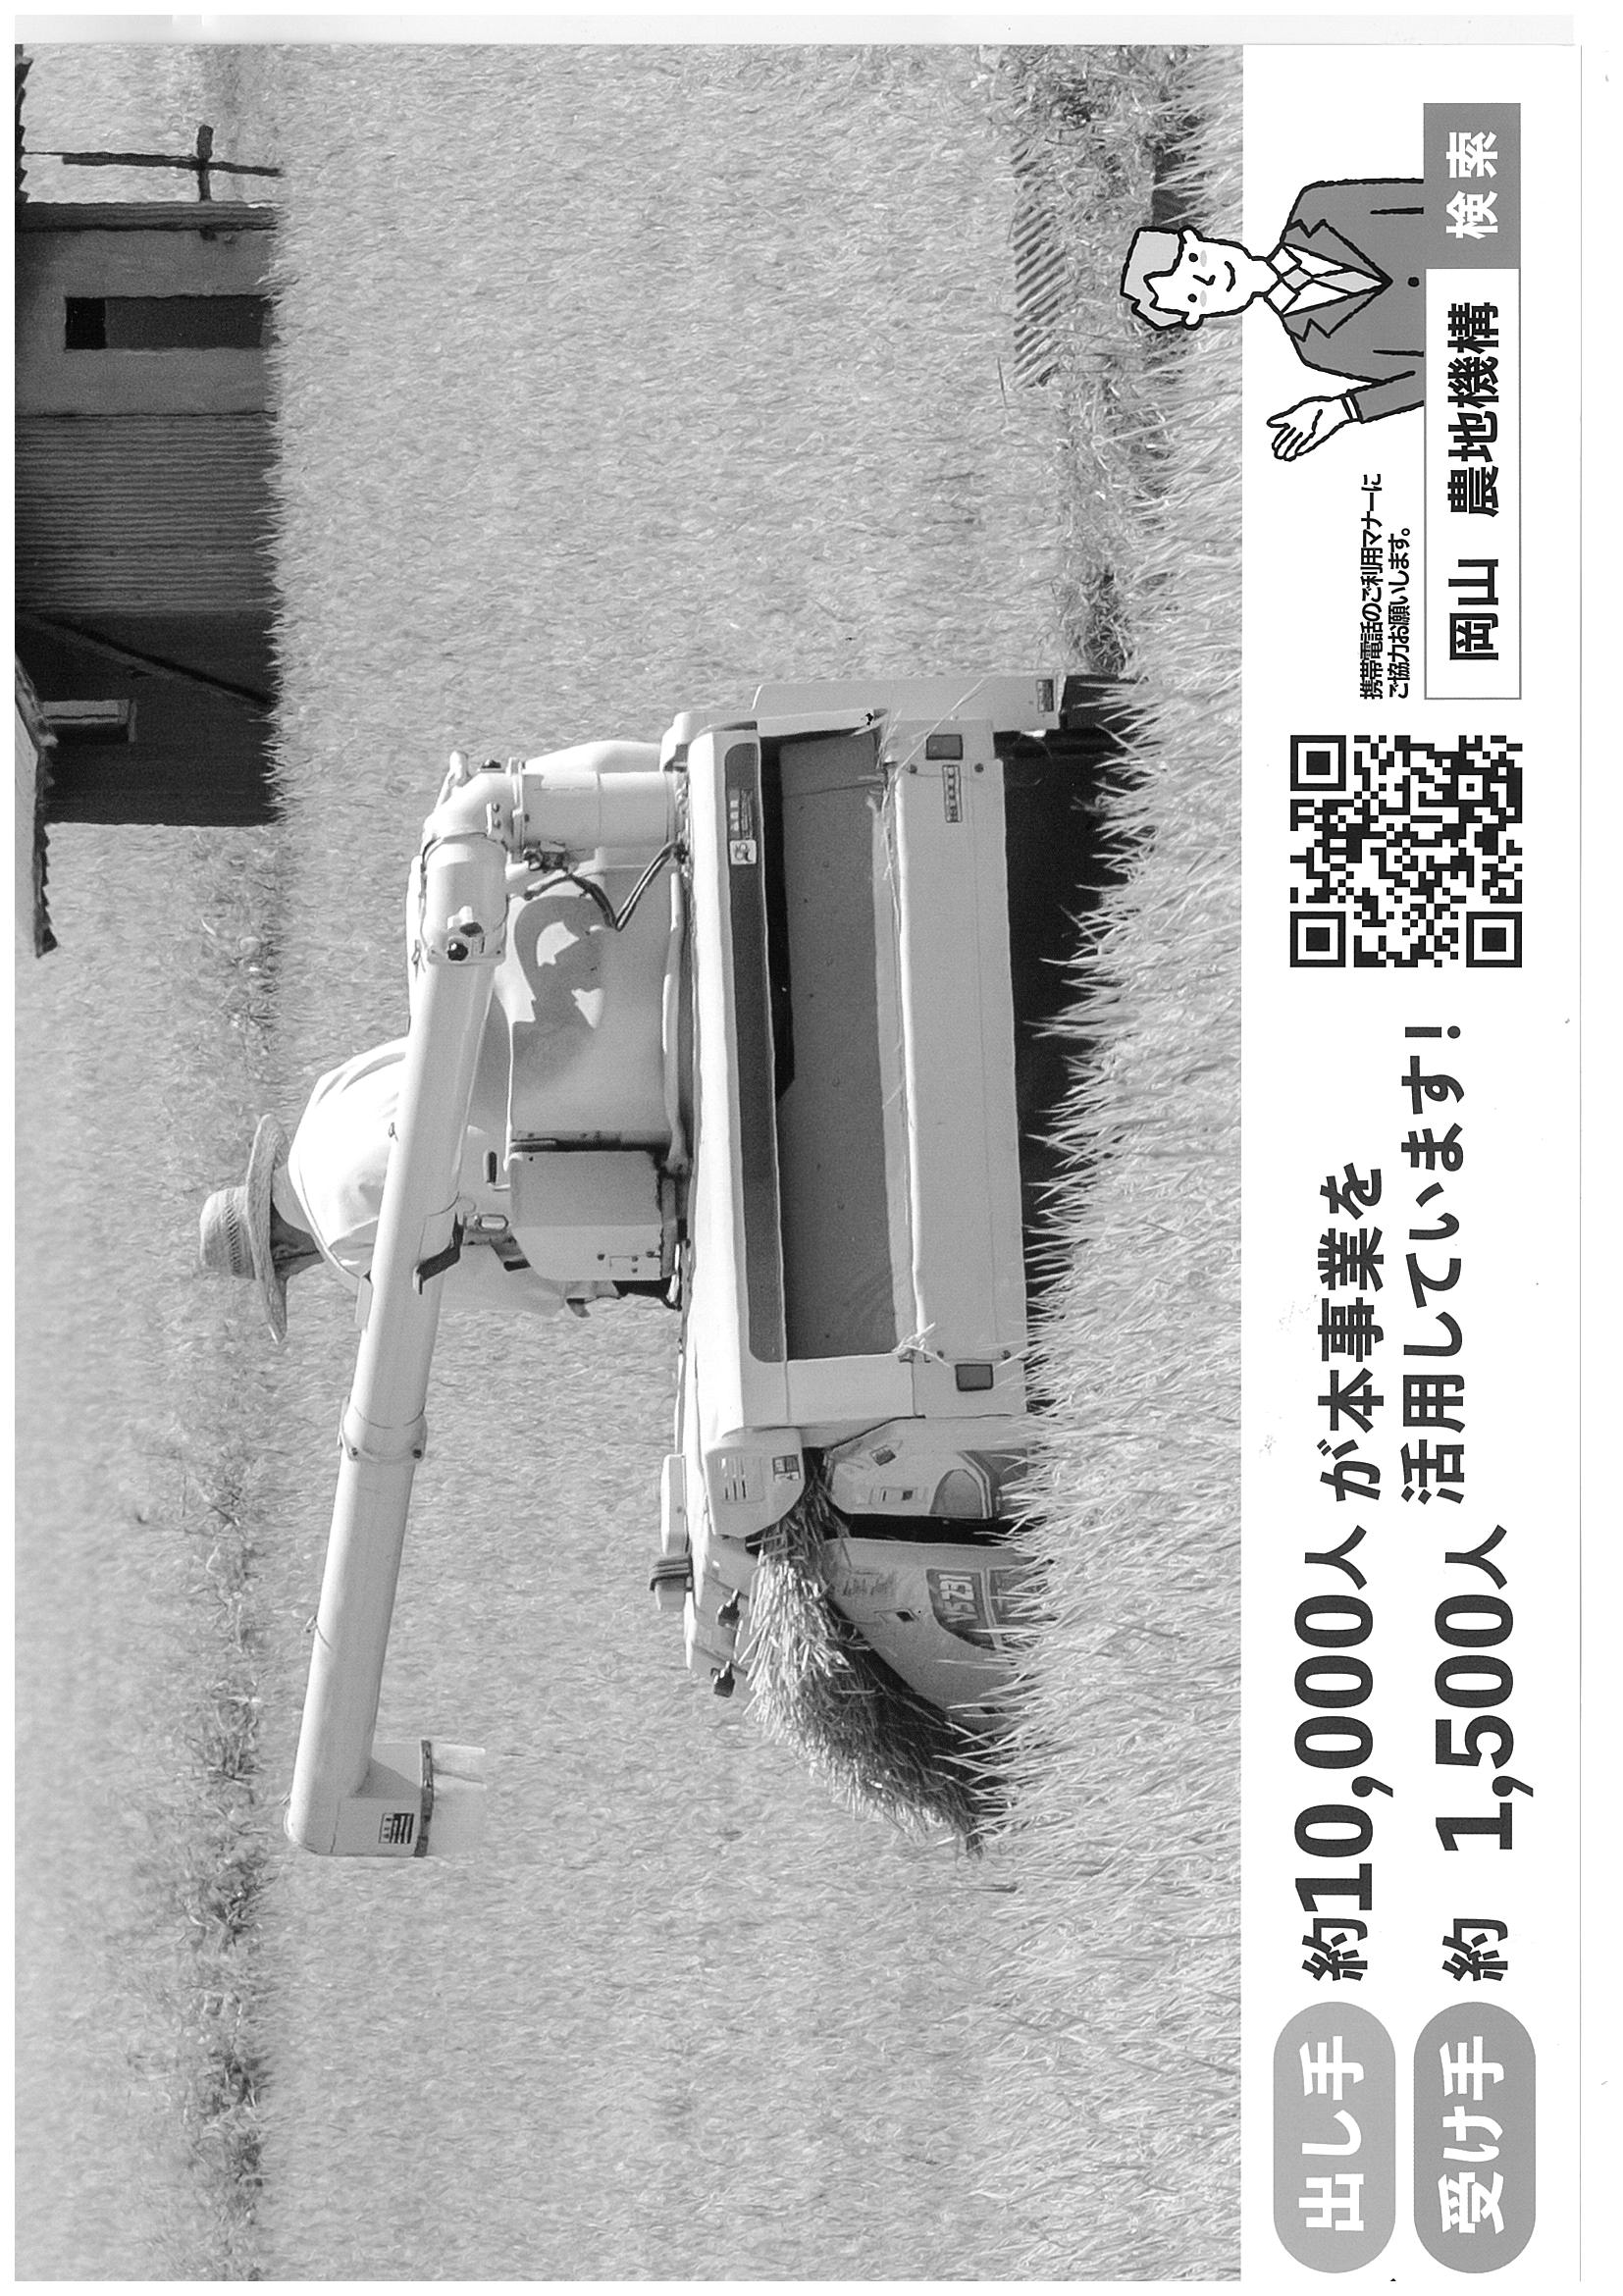 出し手 約10,000人 が本事業を
受け手 約 1,500人 活用しています！
携帯電話のご利用マナーに
ご協力お願いします。
岡山 農地機構 検索